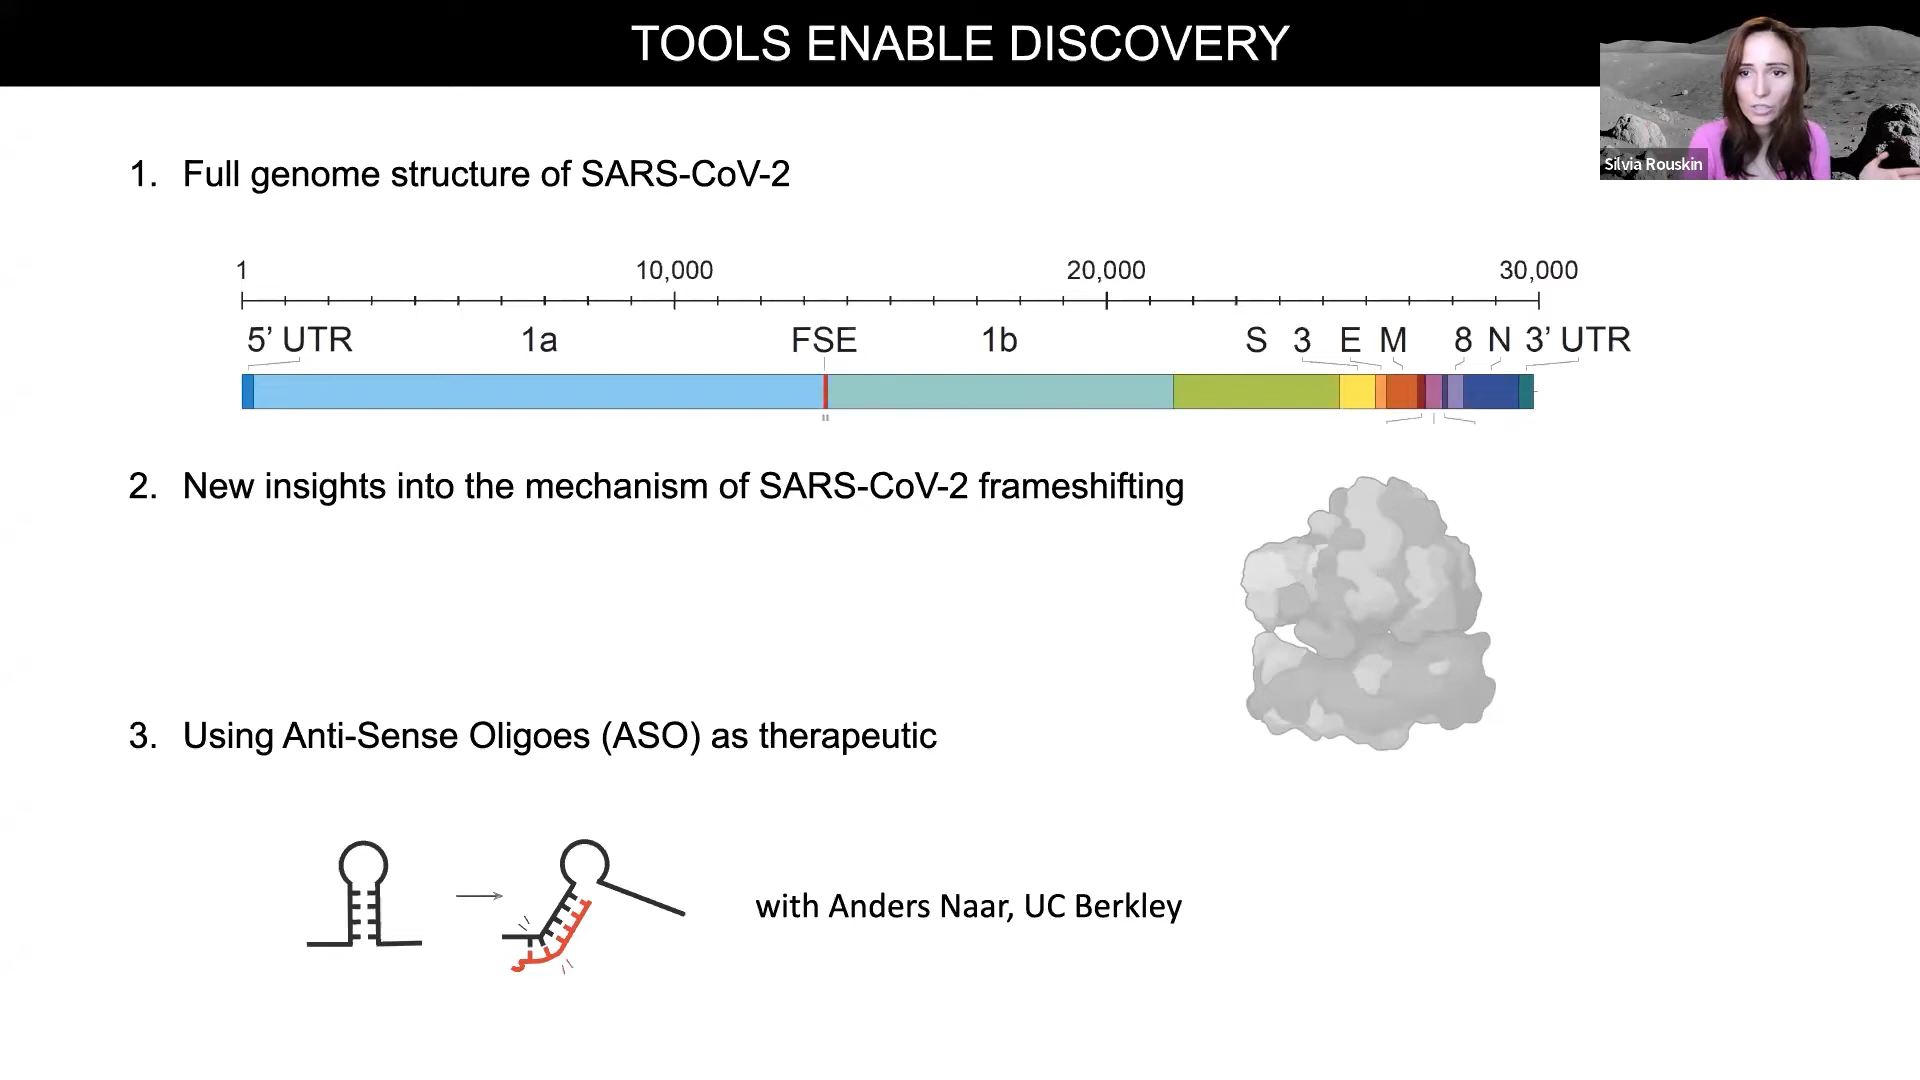 TOOLS ENABLE DISCOVERY
Silvia Rouskin
1. Full genome structure of SARS-CoV-2
1 10,000 20,000 30,000
5’ UTR 1a FSE 1b S 3 E M 8 N 3’ UTR
2. New insights into the mechanism of SARS-CoV-2 frameshifting
3. Using Anti-Sense Oligoes (ASO) as therapeutic
with Anders Naar, UC Berkley